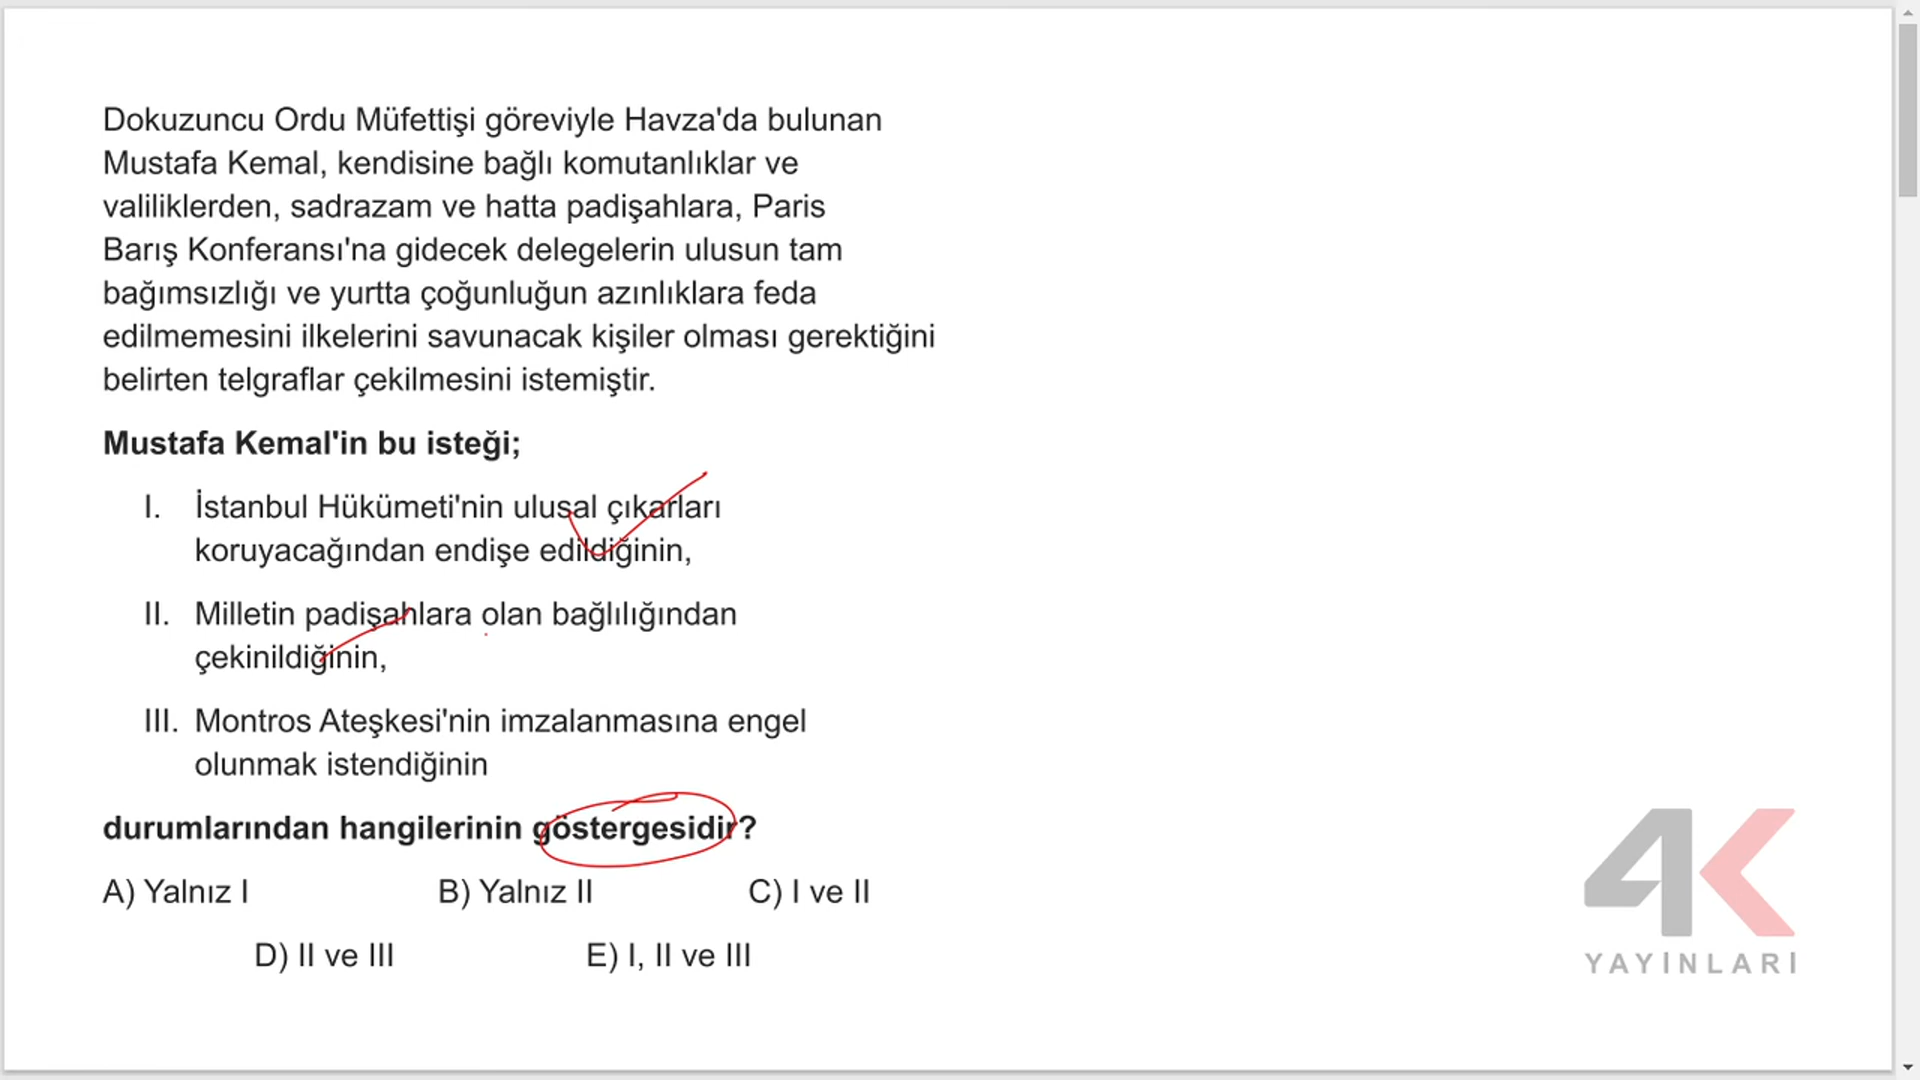 Dokuzuncu Ordu Müfettişi göreviyle Havza'da bulunan
Mustafa Kemal, kendisine bağlı komutanlıklar ve
valiliklerden, sadrazam ve hatta padişahlara, Paris
Barış Konferansı'na gidecek delegelerin ulusun tam
bağımsızlığı ve yurtta çoğunluğun azınlıklara feda
edilmemesini ilkelerini savunacak kişiler olması gerektiğini
belirten telgraflar çekilmesini istemiştir.
Mustafa Kemal'in bu isteği;
I. İstanbul Hükümeti'nin ulusal çıkarları
koruyacağından endişe edildiğinin,
II. Milletin padişahlara olan bağlılığından
çekinildiğinin,
III. Montros Ateşkesi'nin imzalanmasına engel
olunmak istendiğinin
durumlarından hangilerinin göstergesidir?
A) Yalnız I B) Yalnız II C) I ve II
D) II ve III E) I, II ve III
4K
YAYINLARI